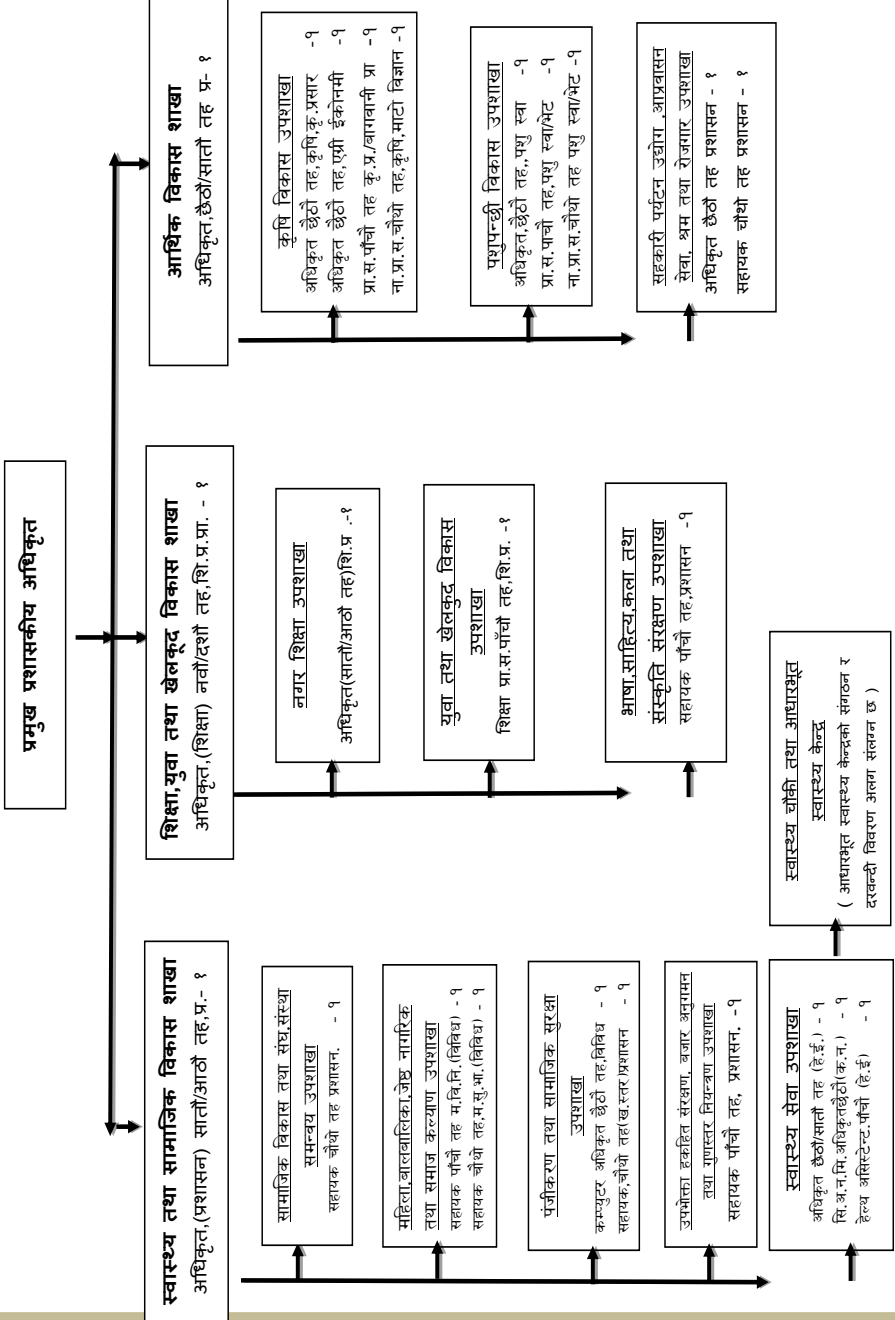 प्रमुख प्रशासकीय अधिकृत
स्वास्थ्य तथा सामाजिक विकास शाखा
अधिकृत,(प्रशासन) सातौं/आठौं तह,प्र.- १
सामाजिक विकास तथा संघ,संस्था
समन्वय उपशाखा
सहायक चौथो तह प्रशासन. - १
महिला,बालबालिका,जेष्ठ नागरिक
तथा समाज कल्याण उपशाखा
सहायक पाँचौ तह म.वि.नि.(विविध) - १
सहायक चौथो तह,म.सु.भा.(विविध) - १
पंजीकरण तथा सामाजिक सुरक्षा
उपशाखा
कम्प्युटर अधिकृत छैठौ तह,विविध - १
सहायक,चौथो तह(ख.स्तर)प्रशासन - १
उपभोक्ता हकहित संरक्षण, बजार अनुगमन
तथा गुणस्तर नियन्त्रण उपशाखा
सहायक पाँचौ तह, प्रशासन. -१
स्वास्थ्य सेवा उपशाखा
अधिकृत छैठौं/सातौं तह (हे.ई.) - १
सि.अ.न.मि.अधिकृतछैठौं(क.न.) - १
हेल्थ असिस्टेन्ट.पाँचौं (हे.ई) - १
स्वास्थ्य चौकी तथा आधारभूत
स्वास्थ्य केन्द्र
( आधारभूत स्वास्थ्य केन्द्रको संगठन र
दरवन्दी विवरण अलग संलग्न छ )
शिक्षा,युवा तथा खेलकूद विकास शाखा
अधिकृत,(शिक्षा) नवौं/दशौं तह,शि.प्र.प्रा. - १
नगर शिक्षा उपशाखा
अधिकृत(सातौं/आठौं तह)शि.प्र .-१
युवा तथा खेलकुद विकास
उपशाखा
शिक्षा प्रा.स.पाँचौं तह,शि.प्र. -१
भाषा,साहित्य,कला तथा
संस्कृति संरक्षण उपशाखा
सहायक पाँचौ तह,प्रशासन -१
आर्थिक विकास शाखा
अधिकृत,छैठौं/सातौं तह प्र- १
कृषि विकास उपशाखा
अधिकृत छैठौं तह,कृषि,कृ.प्रसार -१
अधिकृत छैठौं तह,एग्री ईकोनमी -१
प्रा.स.पाँचौ तह कृ.प्र./बागवानी प्रा -१
ना.प्रा.स.चौथो तह,कृषि,माटो विज्ञान -१
पशुपन्छी विकास उपशाखा
अधिकृत,छैठौं तह,,पशु स्वा -१
प्रा.स.पाचौं तह,पशु स्वा/भेट -१
ना.प्रा.स.चौथो तह पशु स्वा/भेट -१
सहकारी पर्यटन उद्योग ,आप्रवासन
सेवा, श्रम तथा रोजगार उपशाखा
अधिकृत छैठौं तह प्रशासन - १
सहायक चौथो तह प्रशासन - १